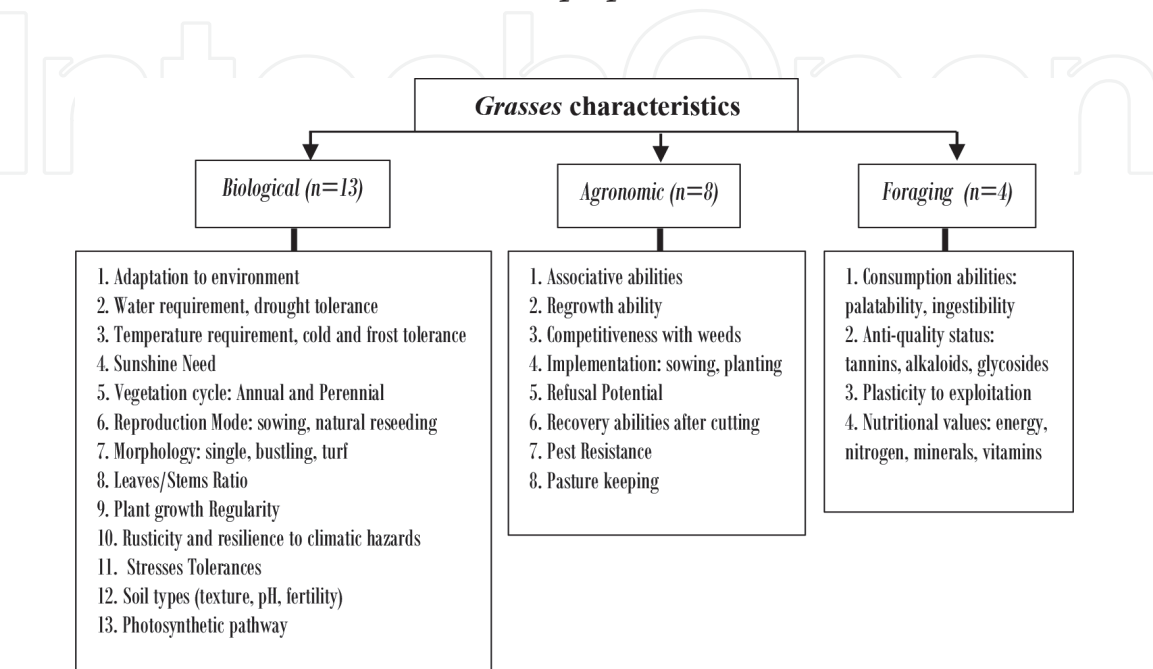 IntechOpen
Grasses characteristics
Biological (n=13)
Agronomic (n=8)
Foraging (n=4)
1. Adaptation to environment
2. Water requirement, drought tolerance
3. Temperature requirement, cold and frost tolerance
4. Sunshine Need
5. Vegetation cycle: Annual and Perennial
6. Reproduction Mode: sowing, natural reseeding
7. Morphology: single, bustling, turf
8. Leaves/Stems Ratio
9. Plant growth Regularity
10. Rusticity and resilience to climatic hazards
11. Stresses Tolerances
12. Soil types (texture, pH, fertility)
13. Photosynthetic pathway
1. Associative abilities
2. Regrowth ability
3. Competitiveness with weeds
4. Implementation: sowing, planting
5. Refusal Potential
6. Recovery abilities after cutting
7. Pest Resistance
8. Pasture keeping
1. Consumption abilities:
palatability, ingestibility
2. Anti-quality status:
tannins, alkaloids, glycosides
3. Plasticity to exploitation
4. Nutritional values: energy,
nitrogen, minerals, vitamins